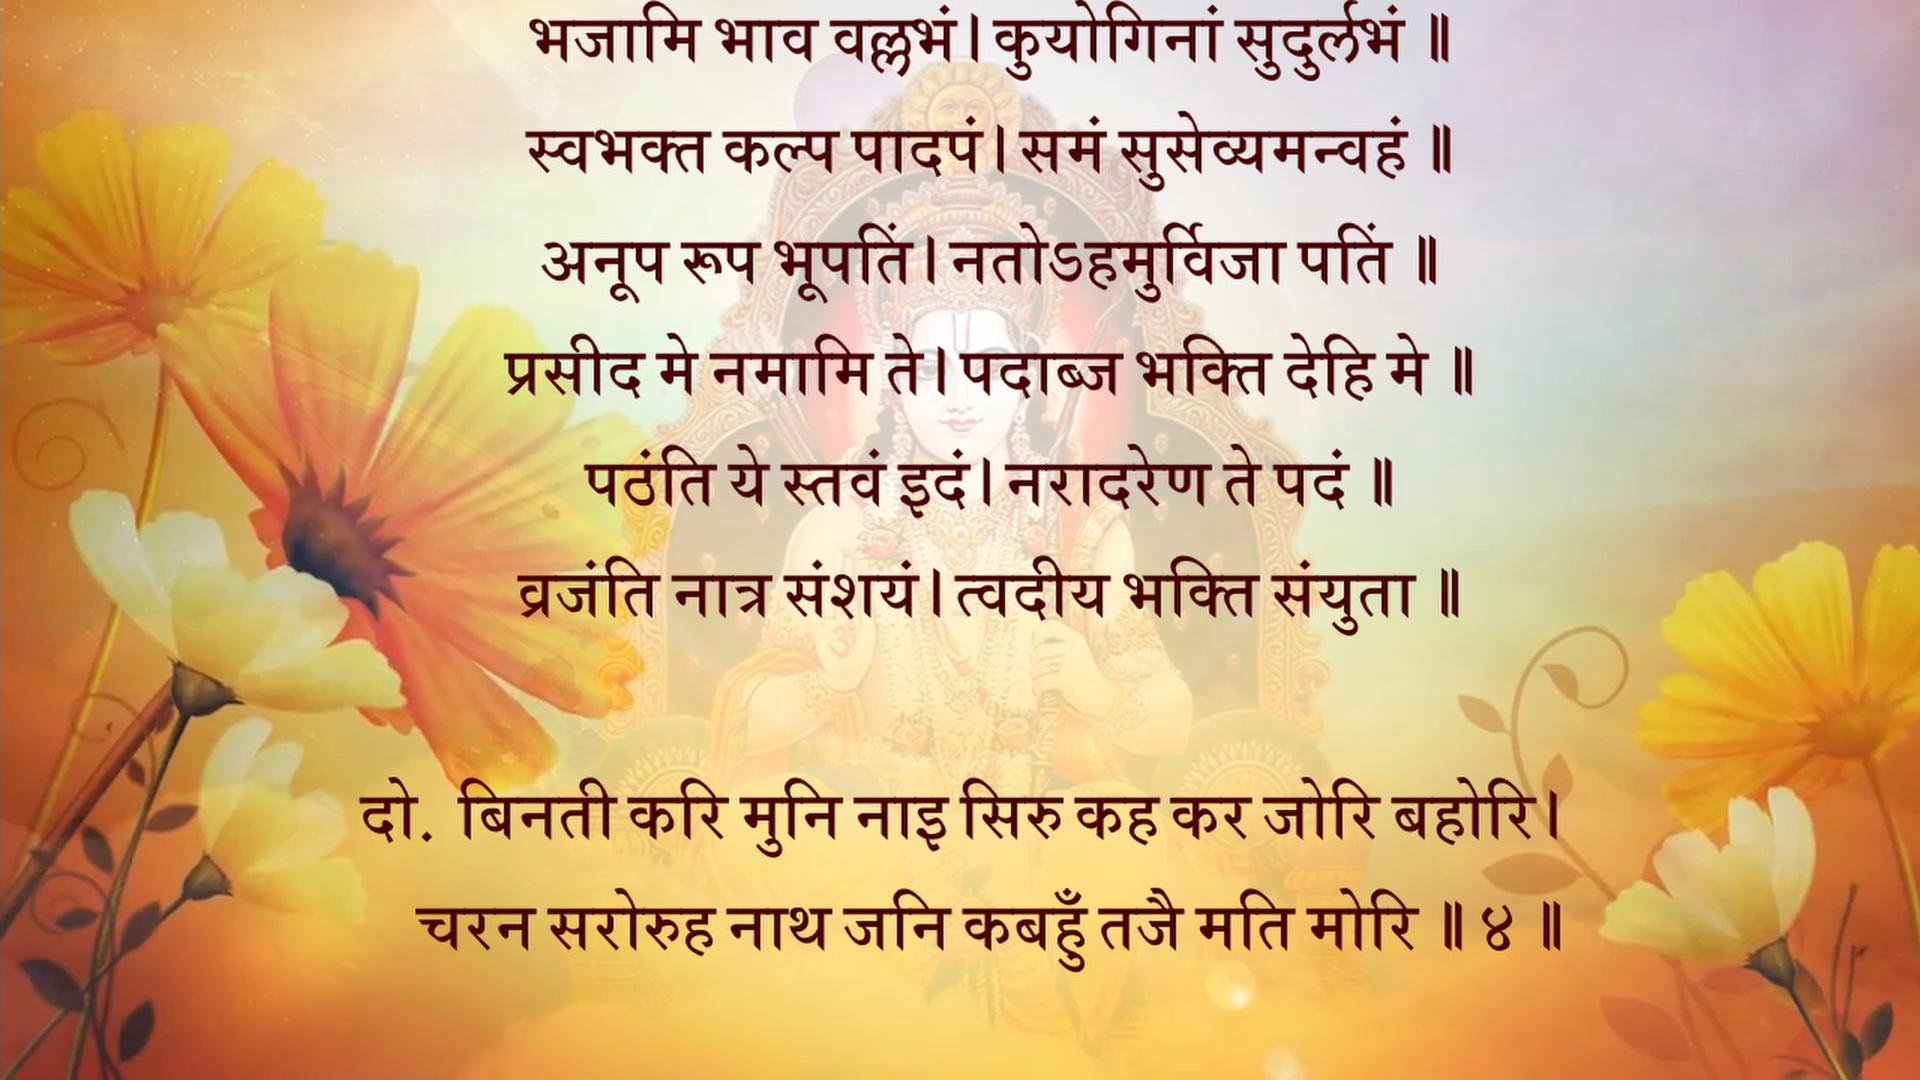 भजामि भाव वल्लभं। कुयोगिनां सुदुर्लभं ॥
स्वभक्त कल्प पादपं। समं सुसेव्यमन्वहं ॥
अनूप रूप भूपतिं। नतोऽहमुर्विजा पतिं ॥
प्रसीद मे नमामि ते। पदाब्ज भक्ति देहि मे ॥
पठंति ये स्तवं इदं। नरादरेण ते पदं ॥
व्रजंति नात्र संशयं। त्वदीय भक्ति संयुता ॥
दो. बिनती करि मुनि नाइ सिरु कह कर जोरि बहोरि।
चरन सरोरुह नाथ जनि कबहुँ तजै मति मोरि ॥ ४ ॥